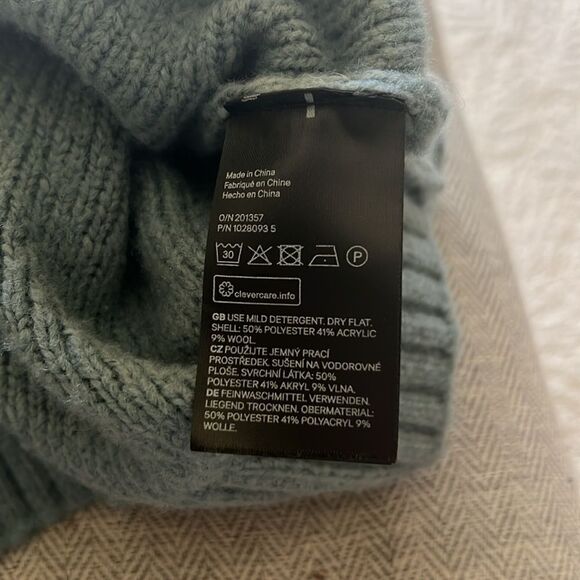 Made in China
Fabriqué en Chine
Hecho en China
O/N 201357
P/N 1028093 5
30
P
clevercare.info
GB USE MILD DETERGENT. DRY FLAT.
SHELL: 50% POLYESTER 41% ACRYLIC
9% WOOL.
CZ POUŽIJTE JEMNÝ PRACÍ
PROSTŘEDEK. SUŠENÍ NA VODOROVNÉ
PLOŠE. SVRCHNÍ LÁTKA: 50%
POLYESTER 41% AKRYL 9% VLNA.
DE FEINWASCHMITTEL VERWENDEN.
LIEGEND TROCKNEN. OBERMATERIAL:
50% POLYESTER 41% POLYACRYL 9%
WOLLE.